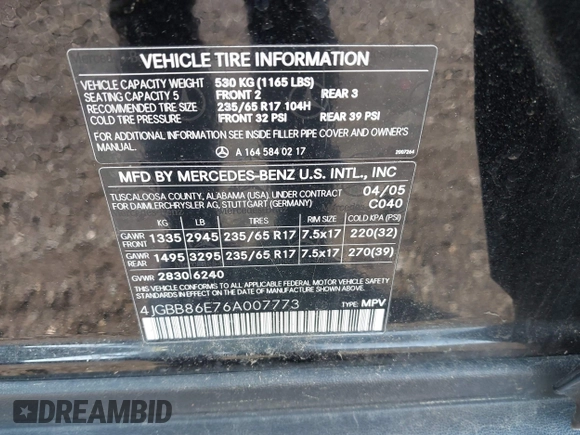 VEHICLE TIRE INFORMATION
VEHICLE CAPACITY WEIGHT 530 KG (1165 LBS)
SEATING CAPACITY 5 FRONT 2 REAR 3
RECOMMENDED TIRE SIZE 235/65 R17 104H
COLD TIRE PRESSURE FRONT 32 PSI REAR 39 PSI
FOR ADDITIONAL INFORMATION SEE INSIDE FILLER PIPE COVER AND OWNER'S
MANUAL.
A 164 584 02 17 2907264
MFD BY MERCEDES-BENZ U.S. INTL., INC
TUSCALOOSA COUNTY, ALABAMA (USA), UNDER CONTRACT 04/05
FOR DAIMLERCHRYSLER AG, STUTTGART (GERMANY) C040
KG LB TIRES RIM SIZE COLD KPA (PSI)
GAWR FRONT 1335 2945 235/65 R17 7.5x17 220(32)
GAWR REAR 1495 3295 235/65 R17 7.5x17 270(39)
GVWR 2830 6240
THIS VEHICLE CONFORMS TO ALL APPLICABLE FEDERAL MOTOR VEHICLE SAFETY
STANDARDS IN EFFECT ON THE DATE OF MANUFACTURE SHOWN ABOVE.
4JGBB86E76A007773 TYPE: MPV
DREAMBID